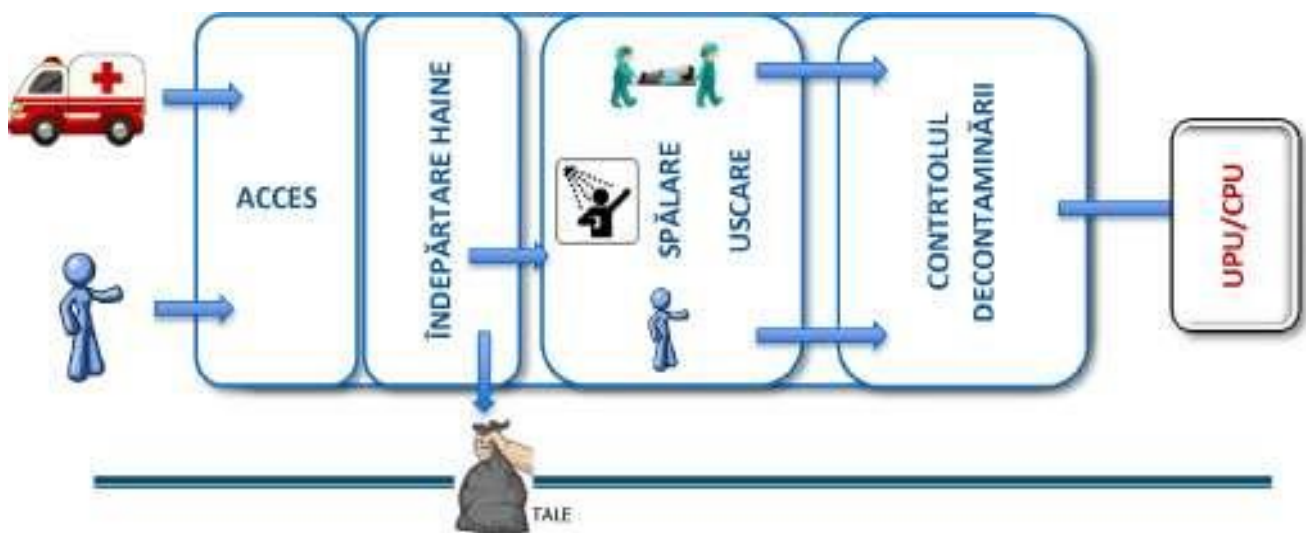 ACCES
ÎNDEPĂRTARE HAINE
SPĂLARE
USCARE
CONTRTOLUL
DECONTAMINĂRII
UPU/CPU
TALE